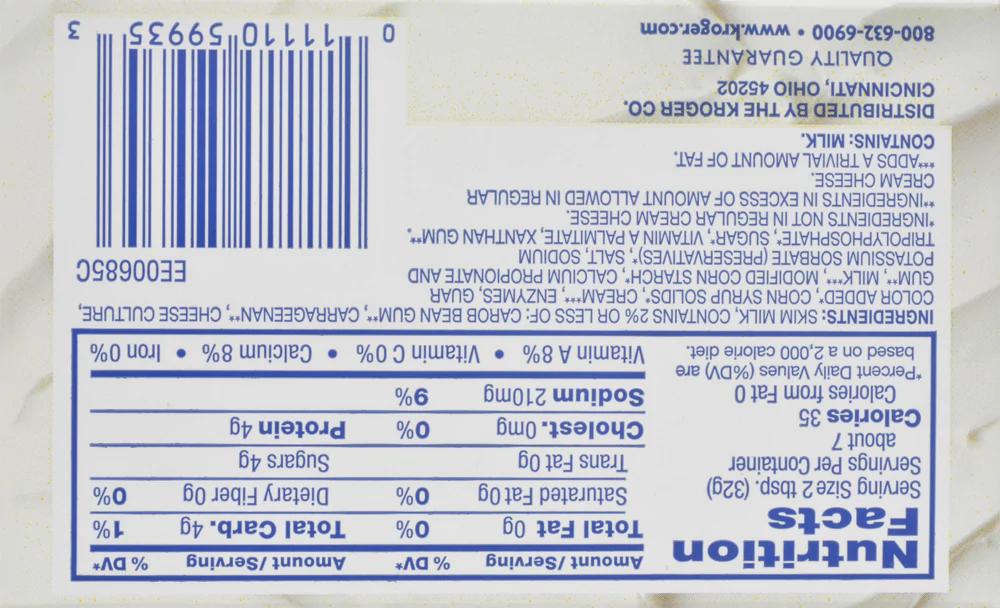 Nutrition
Facts
Serving Size 2 tbsp. (32g)
Servings Per Container
about 7
Calories 35
Calories from Fat 0
*Percent Daily Values (%DV) are
based on a 2,000 calorie diet.
Amount/Serving % DV* Amount/Serving % DV*
Total Fat 0g 0% Total Carb. 4g 1%
Saturated Fat 0g 0% Dietary Fiber 0g 0%
Trans Fat 0g Sugars 4g
Cholest. 0mg 0% Protein 4g
Sodium 210mg 9%
Vitamin A 8% • Vitamin C 0% • Calcium 8% • Iron 0%
INGREDIENTS: SKIM MILK, CONTAINS 2% OR LESS OF: CAROB BEAN GUM**, CARRAGEENAN**, CHEESE CULTURE,
COLOR ADDED*, CORN SYRUP SOLIDS*, CREAM***, ENZYMES, GUAR
GUM**, MILK***, MODIFIED CORN STARCH*, CALCIUM PROPIONATE AND
POTASSIUM SORBATE (PRESERVATIVES)*, SALT, SODIUM
TRIPOLYPHOSPHATE*, SUGAR*, VITAMIN A PALMITATE, XANTHAN GUM**.
*INGREDIENTS NOT IN REGULAR CREAM CHEESE.
**INGREDIENTS IN EXCESS OF AMOUNT ALLOWED IN REGULAR
CREAM CHEESE.
***ADDS A TRIVIAL AMOUNT OF FAT.
CONTAINS: MILK.
DISTRIBUTED BY THE KROGER CO.
CINCINNATI, OHIO 45202
QUALITY GUARANTEE
800-632-6900 • www.kroger.com
EE00685C
0 11110 59935 3